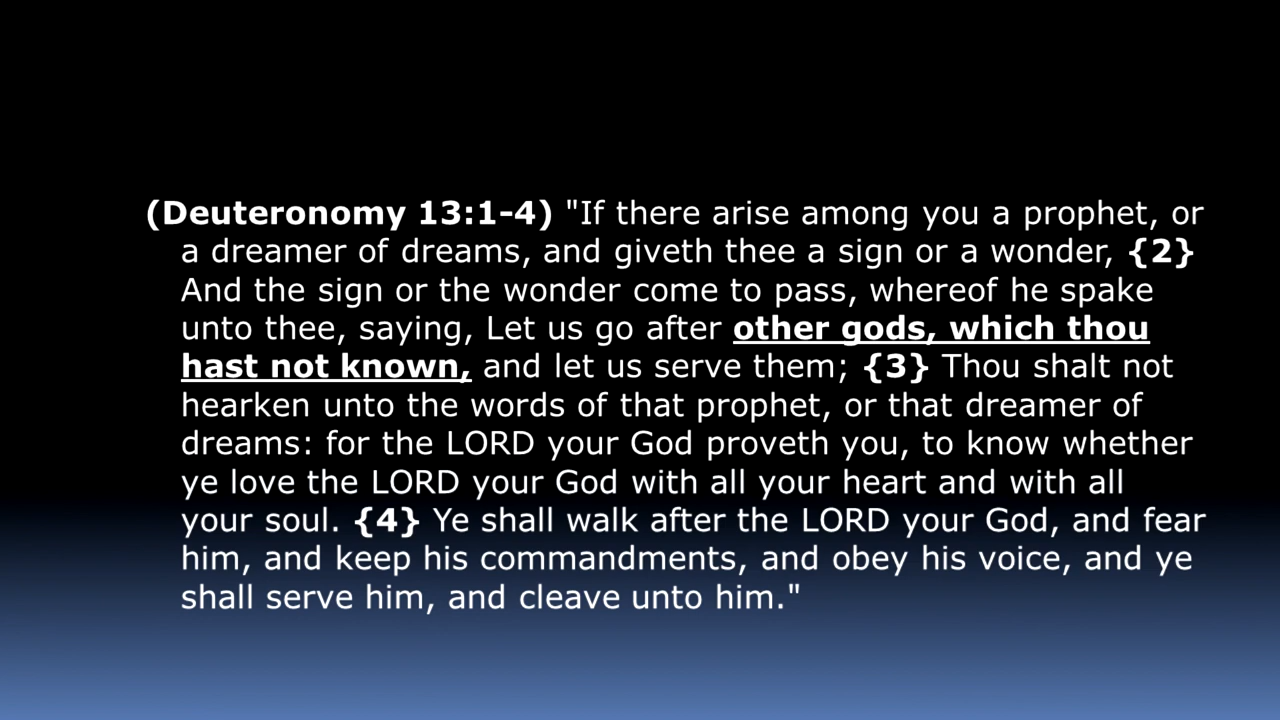 (Deuteronomy 13:1-4) "If there arise among you a prophet, or
a dreamer of dreams, and giveth thee a sign or a wonder, {2}
And the sign or the wonder come to pass, whereof he spake
unto thee, saying, Let us go after other gods, which thou
hast not known, and let us serve them; {3} Thou shalt not
hearken unto the words of that prophet, or that dreamer of
dreams: for the LORD your God proveth you, to know whether
ye love the LORD your God with all your heart and with all
your soul. {4} Ye shall walk after the LORD your God, and fear
him, and keep his commandments, and obey his voice, and ye
shall serve him, and cleave unto him."